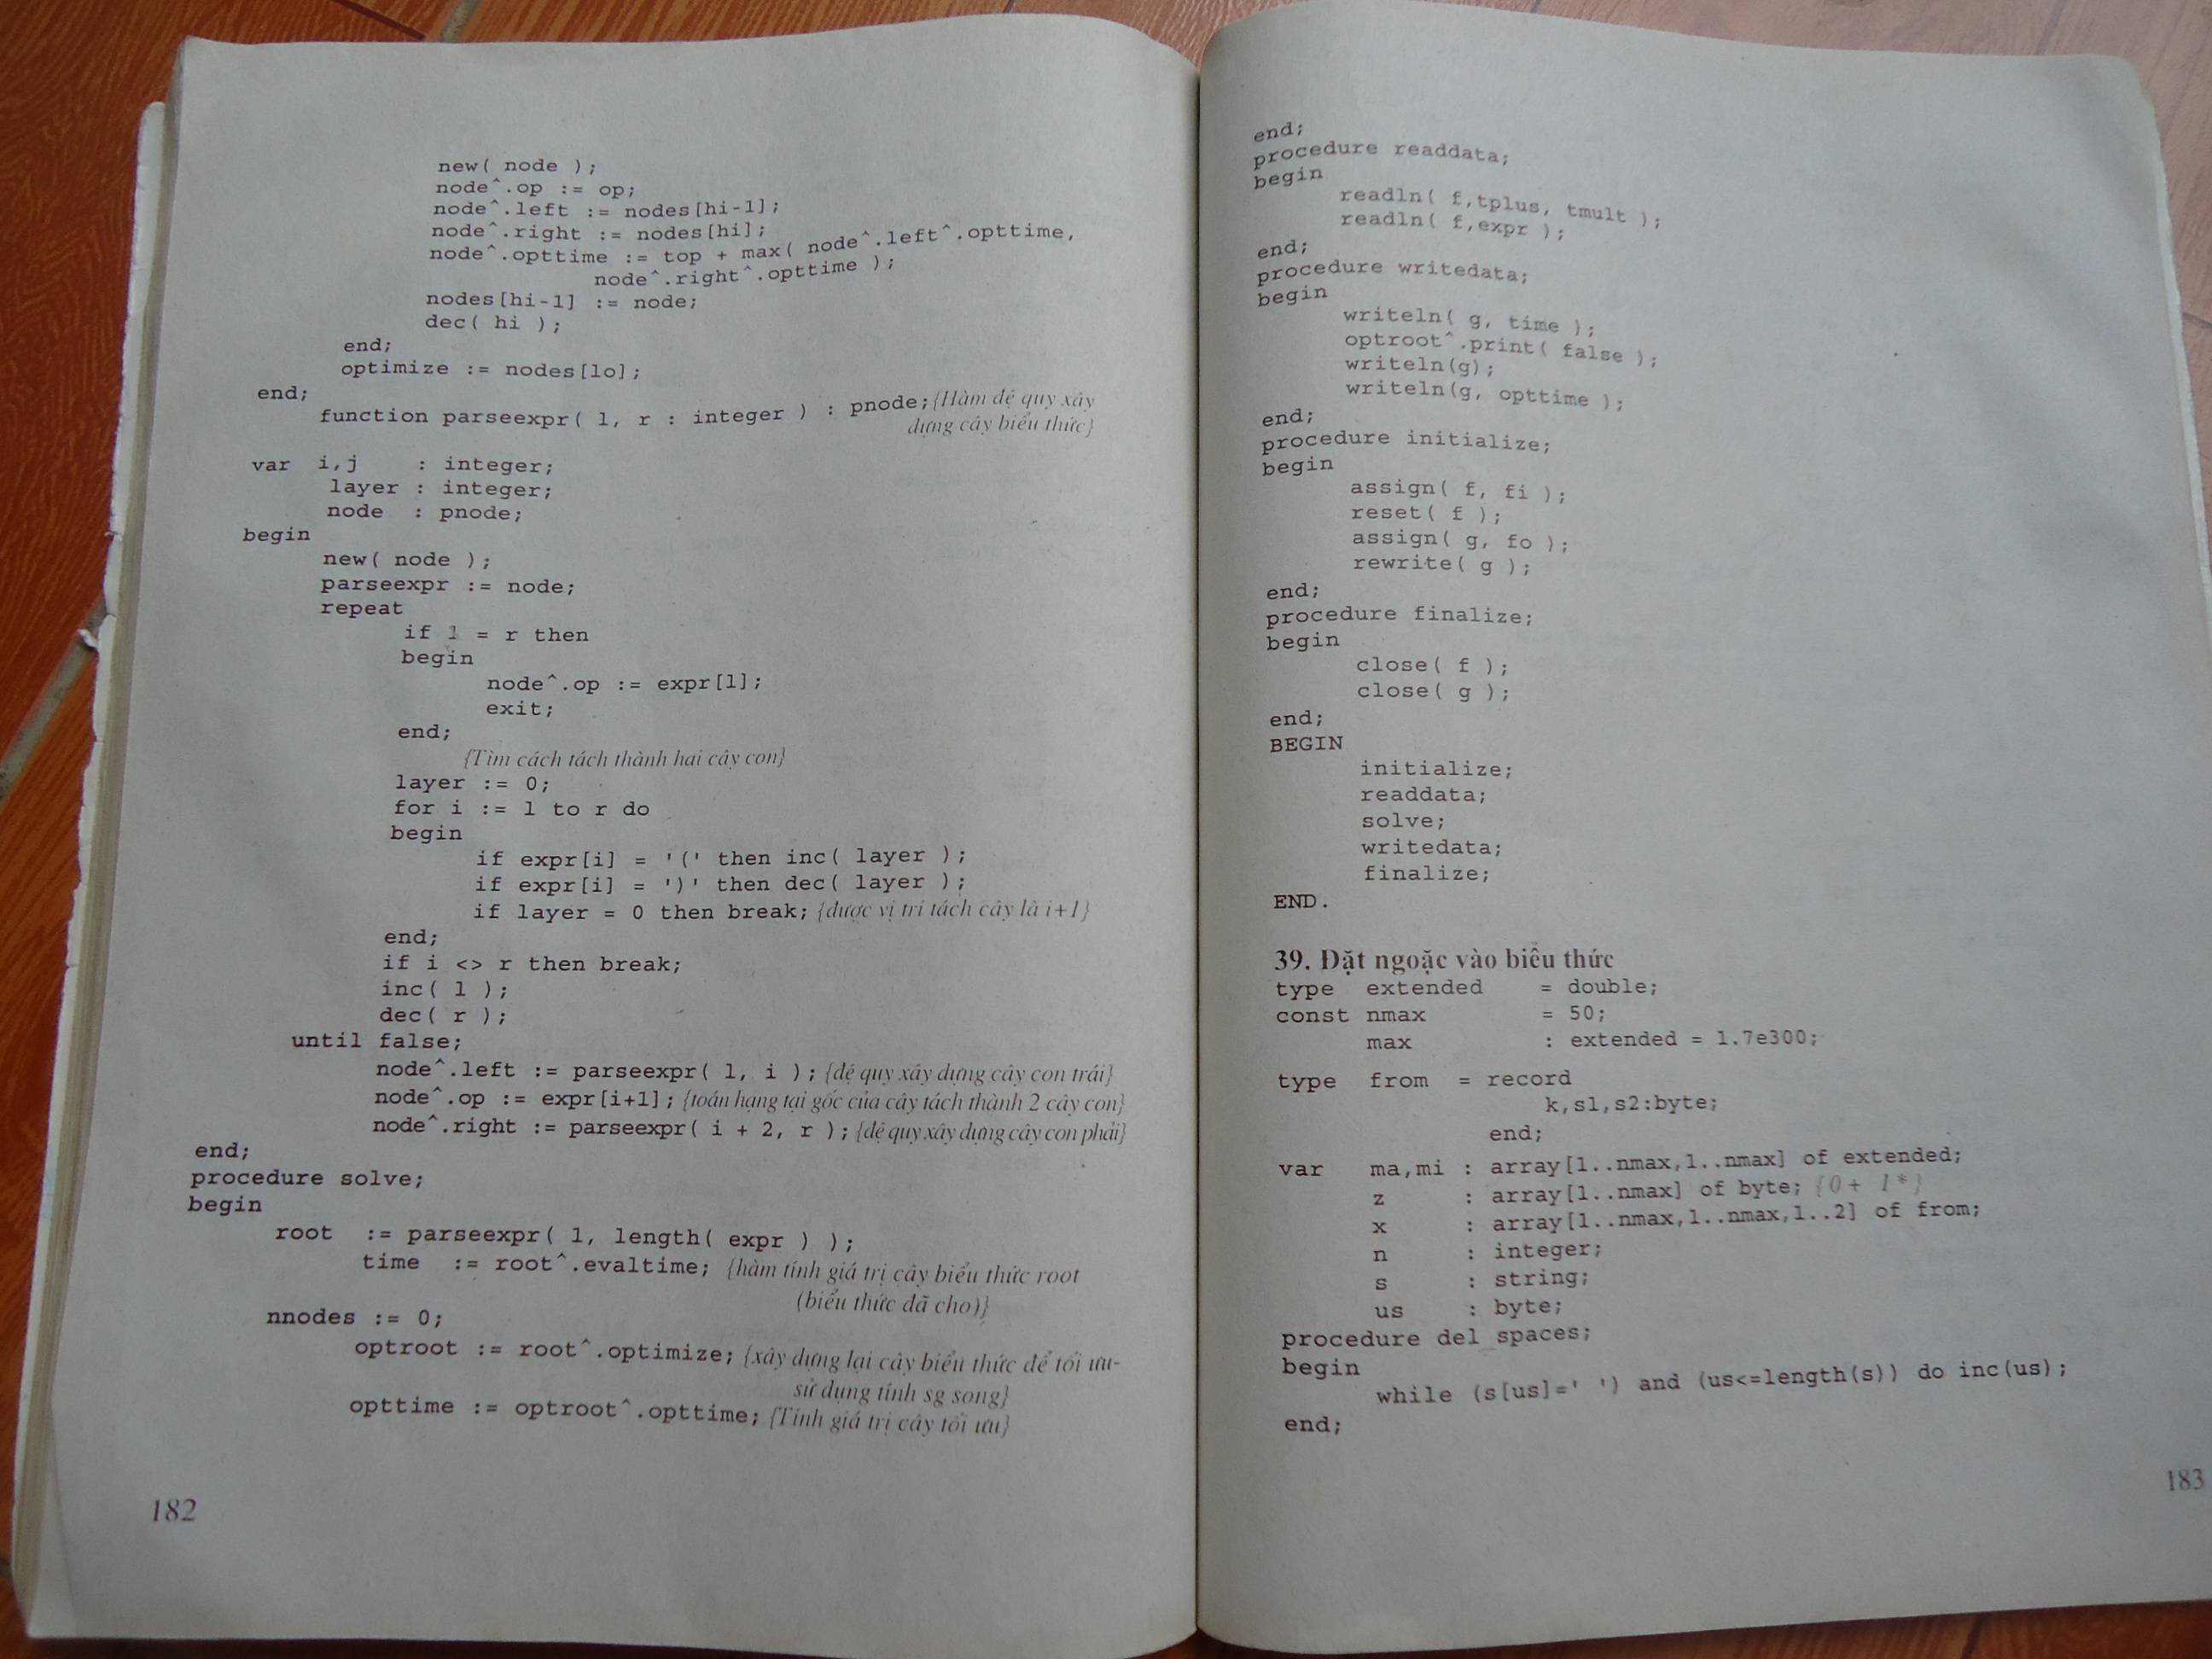 new( node );
node^.op := op;
node^.left := nodes[hi-1];
node^.right := nodes[hi];
node^.opttime := top + max( node^.left^.opttime,
node^.right^.opttime );
nodes[hi-1] := node;
dec( hi );
end;
optimize := nodes[lo];
end;
function parseexpr( l, r : integer ) : pnode;{Hàm đệ quy xây
dựng cây biểu thức}
var i,j : integer;
layer : integer;
node : pnode;
begin
new( node );
parseexpr := node;
repeat
if l = r then
begin
node^.op := expr[l];
exit;
end;
{Tìm cách tách thành hai cây con}
layer := 0;
for i := l to r do
begin
if expr[i] = '(' then inc( layer );
if expr[i] = ')' then dec( layer );
if layer = 0 then break;{được vị trí tách cây là i+1}
end;
if i <> r then break;
inc( l );
dec( r );
until false;
node^.left := parseexpr( l, i );{đệ quy xây dựng cây con trái}
node^.op := expr[i+1];{toán hạng tại gốc của cây tách thành 2 cây con}
node^.right := parseexpr( i + 2, r );{đệ quy xây dựng cây con phải}
end;
procedure solve;
begin
root := parseexpr( 1, length( expr ) );
time := root^.evaltime; {hàm tính giá trị cây biểu thức root
(biểu thức đã cho)}
nnodes := 0;
optroot := root^.optimize;{xây dựng lại cây biểu thức để tối ưu-
sử dụng tính sg song}
opttime := optroot^.opttime;{Tính giá trị cây tối ưu}
182
end;
procedure readdata;
begin
readln( f,tplus, tmult );
readln( f,expr );
end;
procedure writedata;
begin
writeln( g, time );
optroot^.print( false );
writeln(g);
writeln(g, opttime );
end;
procedure initialize;
begin
assign( f, fi );
reset( f );
assign( g, fo );
rewrite( g );
end;
procedure finalize;
begin
close( f );
close( g );
end;
BEGIN
initialize;
readdata;
solve;
writedata;
finalize;
END.
39. Đặt ngoặc vào biểu thức
type extended = double;
const nmax = 50;
max : extended = 1.7e300;
type from = record
k,s1,s2:byte;
end;
var ma,mi : array[1..nmax,1..nmax] of extended;
z : array[1..nmax] of byte; {0+ 1*}
x : array[1..nmax,1..nmax,1..2] of from;
n : integer;
s : string;
us : byte;
procedure del_spaces;
begin
while (s[us]=' ') and (us<=length(s)) do inc(us);
end;
183